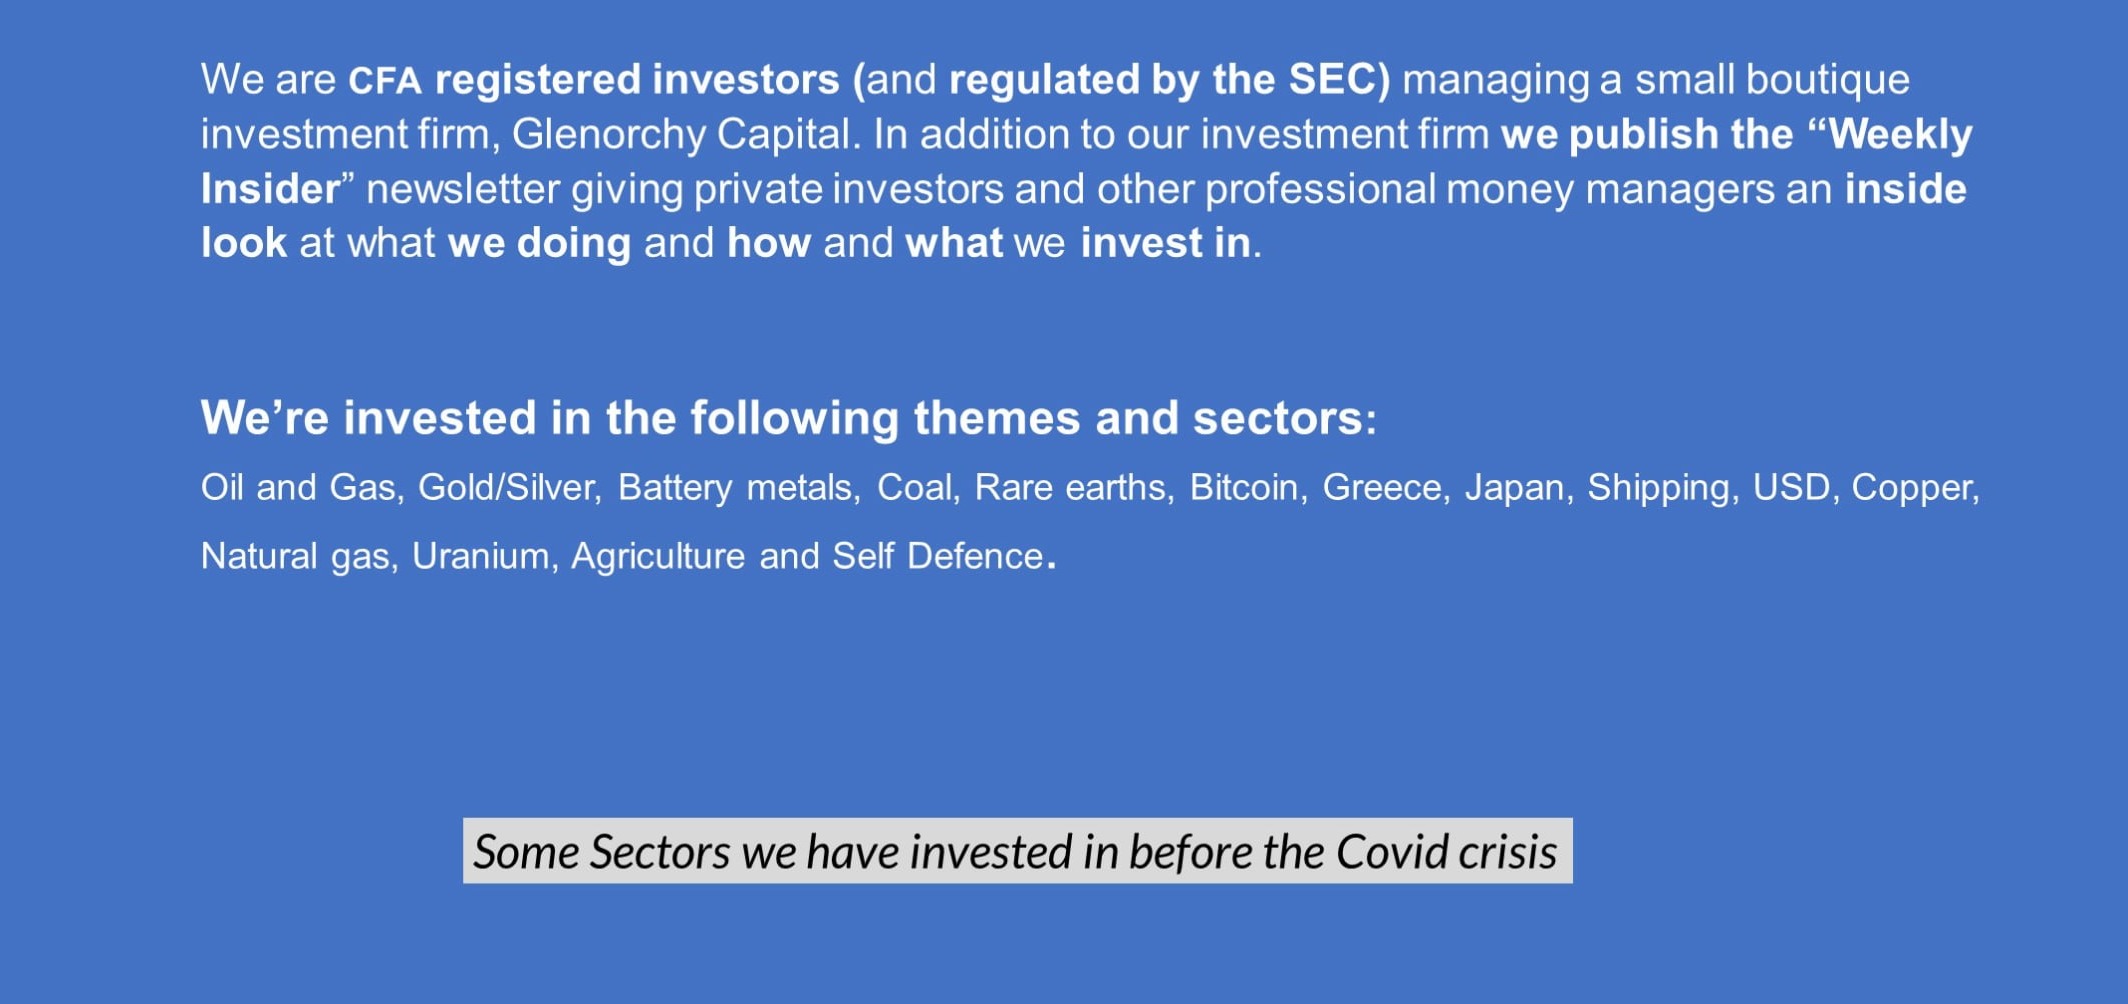 We are CFA registered investors (and regulated by the SEC) managing a small boutique
investment firm, Glenorchy Capital. In addition to our investment firm we publish the “Weekly
Insider” newsletter giving private investors and other professional money managers an inside
look at what we doing and how and what we invest in.
We’re invested in the following themes and sectors:
Oil and Gas, Gold/Silver, Battery metals, Coal, Rare earths, Bitcoin, Greece, Japan, Shipping, USD, Copper,
Natural gas, Uranium, Agriculture and Self Defence.
Some Sectors we have invested in before the Covid crisis